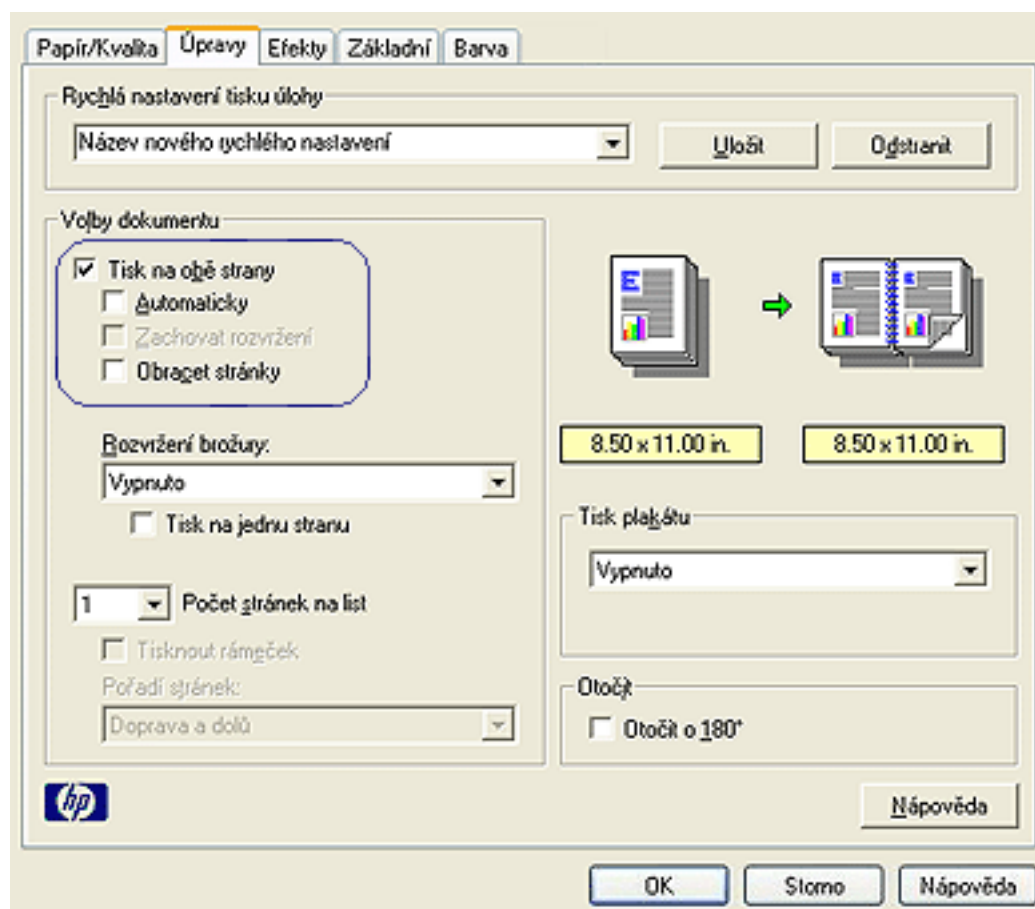 Papír/Kvalita Úpravy Efekty Základní Barva
Rychlá nastavení tisku úlohy
Název nového rychlého nastavení Uložit Odstranit
Volby dokumentu
Tisk na obě strany
Automaticky
Zachovat rozvržení
Obracet stránky
Rozvržení brožury:
Vypnuto
Tisk na jednu stranu
1 Počet stránek na list
Tisknout rámeček
Pořadí stránek:
Doprava a dolů
E
E E
8.50 x 11.00 in. 8.50 x 11.00 in.
Tisk plakátu
Vypnuto
Otočit
Otočit o 180°
hp
Nápověda
OK Storno Nápověda